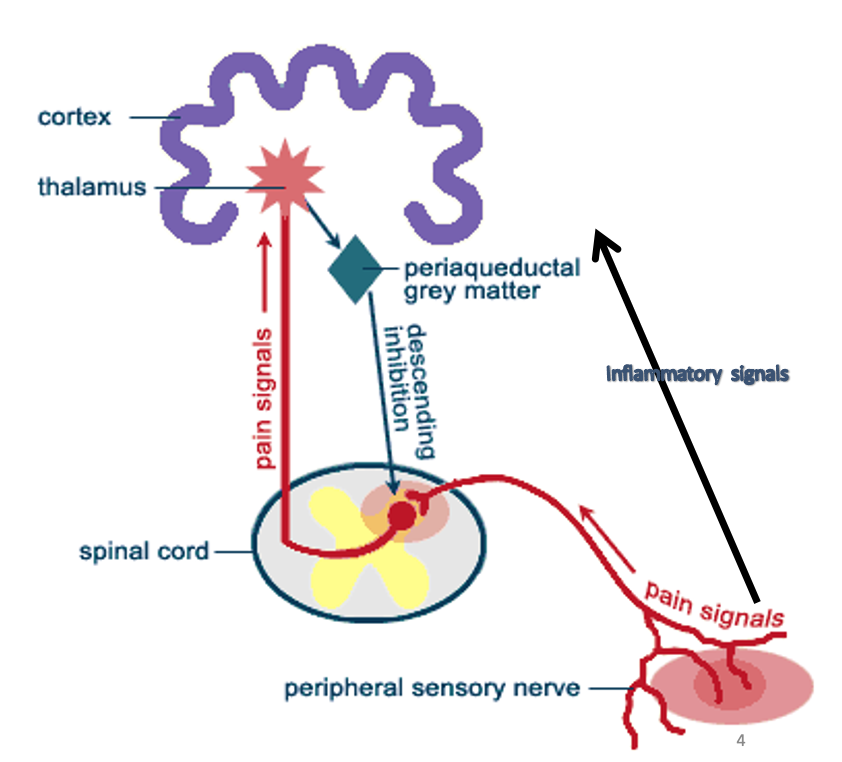 cortex
thalamus
periaqueductal
grey matter
descending
inhibition
pain signals
Inflammatory signals
spinal cord
pain signals
peripheral sensory nerve
4